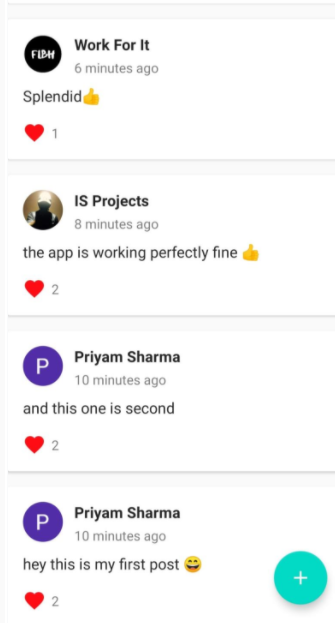 FLBH
Work For It
6 minutes ago
Splendid👍
1
IS Projects
8 minutes ago
the app is working perfectly fine 👍
2
P
Priyam Sharma
10 minutes ago
and this one is second
2
P
Priyam Sharma
10 minutes ago
hey this is my first post 😄
2
+